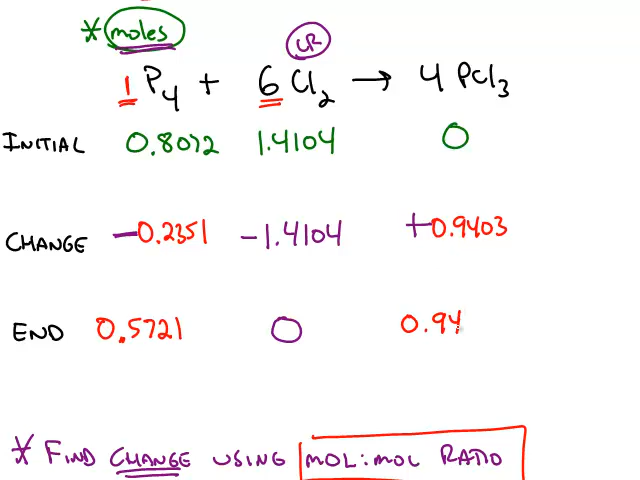 * moles
LR
1 P4 + 6 Cl2 → 4 PCl3
INITIAL 0.8072 1.4104 0
CHANGE -0.2351 -1.4104 +0.9403
END 0.5721 0 0.94
* FIND CHANGE USING MOL:MOL RATIO